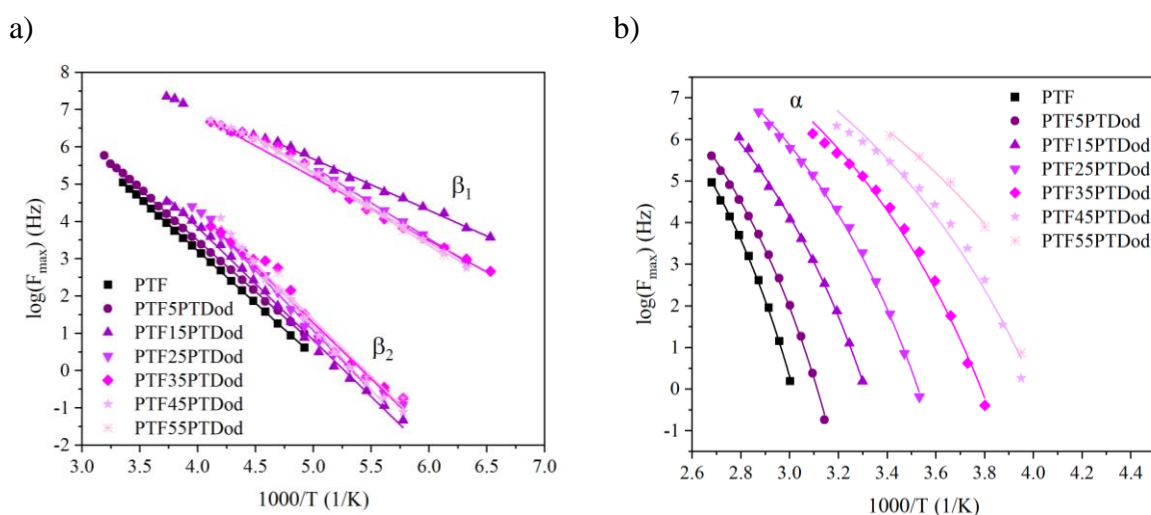 a)
b)
8
7
6
5
4
3
2
1
0
-1
-2
3.0 3.5 4.0 4.5 5.0 5.5 6.0 6.5 7.0
1000/T (1/K)
log(Fmax) (Hz)
β1
β2
PTF
PTF5PTDod
PTF15PTDod
PTF25PTDod
PTF35PTDod
PTF45PTDod
PTF55PTDod
7
6
5
4
3
2
1
0
-1
2.6 2.8 3.0 3.2 3.4 3.6 3.8 4.0 4.2 4.4
1000/T (1/K)
log(Fmax) (Hz)
α
PTF
PTF5PTDod
PTF15PTDod
PTF25PTDod
PTF35PTDod
PTF45PTDod
PTF55PTDod